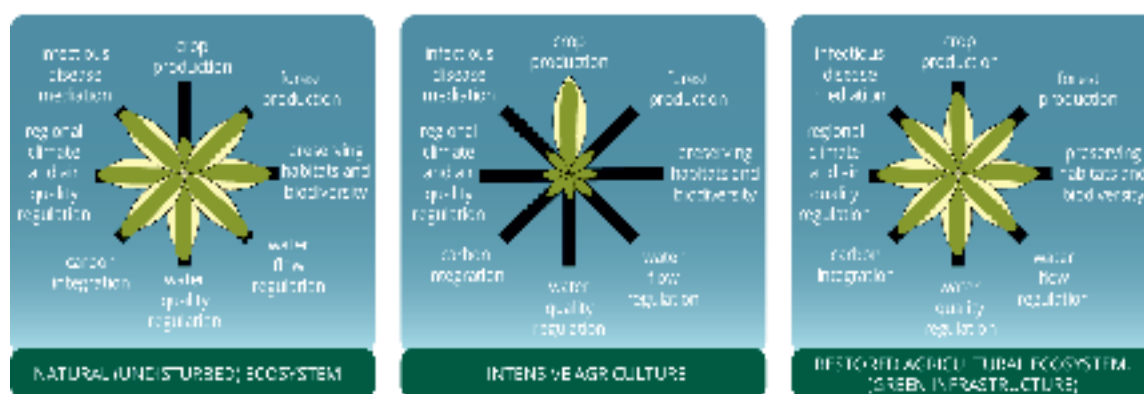 crop
production
infectious
disease
mediation
forest
production
regional
climate
and air
quality
regulation
preserving
habitats and
biodiversity
carbon
integration
water
quality
regulation
water
flow
regulation
NATURAL (UNDISTURBED) ECOSYSTEM
crop
production
infectious
disease
mediation
forest
production
regional
climate
and air
quality
regulation
preserving
habitats and
biodiversity
carbon
integration
water
quality
regulation
water
flow
regulation
INTENSIVE AGRICULTURE
crop
production
infectious
disease
mediation
forest
production
regional
climate
and air
quality
regulation
preserving
habitats and
biodiversity
carbon
integration
water
quality
regulation
water
flow
regulation
RESTORED AGRICULTURAL ECOSYSTEM
(GREEN INFRASTRUCTURE)